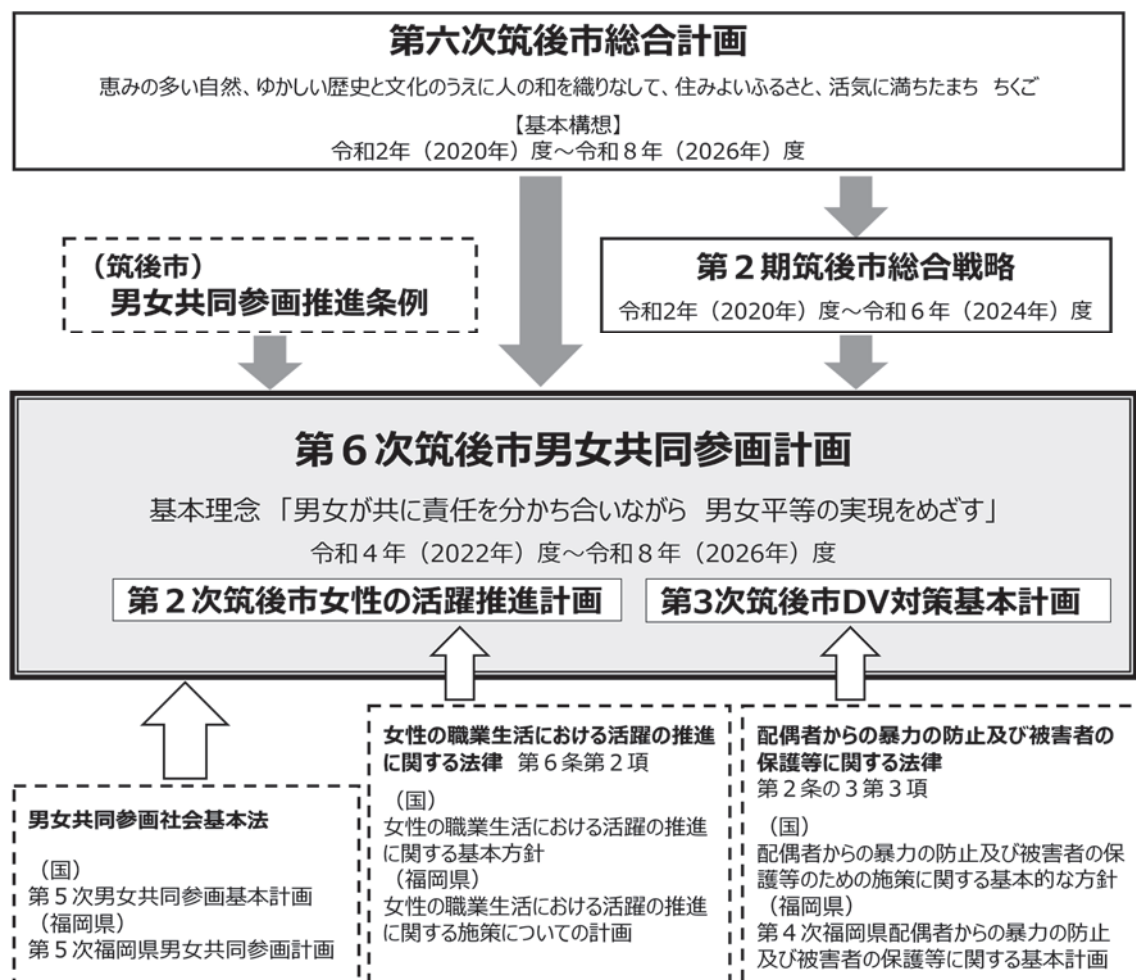 第六次筑後市総合計画
恵みの多い自然、ゆかしい歴史と文化のうえに人の和を織りなして、住みよいふるさと、活気に満ちたまち ちくご
【基本構想】
令和2年（2020年）度～令和８年（2026年）度
（筑後市）
男女共同参画推進条例
第２期筑後市総合戦略
令和2年（2020年）度～令和６年（2024年）度
第６次筑後市男女共同参画計画
基本理念 「男女が共に責任を分かち合いながら 男女平等の実現をめざす」
令和４年（2022年）度～令和８年（2026年）度
第２次筑後市女性の活躍推進計画
第3次筑後市DV対策基本計画
男女共同参画社会基本法
（国）
第５次男女共同参画基本計画
（福岡県）
第５次福岡県男女共同参画計画
女性の職業生活における活躍の推進
に関する法律 第６条第２項
（国）
女性の職業生活における活躍の推進
に関する基本方針
（福岡県）
女性の職業生活における活躍の推進
に関する施策についての計画
配偶者からの暴力の防止及び被害者の
保護等に関する法律
第２条の３第３項
（国）
配偶者からの暴力の防止及び被害者の保
護等のための施策に関する基本的な方針
（福岡県）
第４次福岡県配偶者からの暴力の防止
及び被害者の保護等に関する基本計画